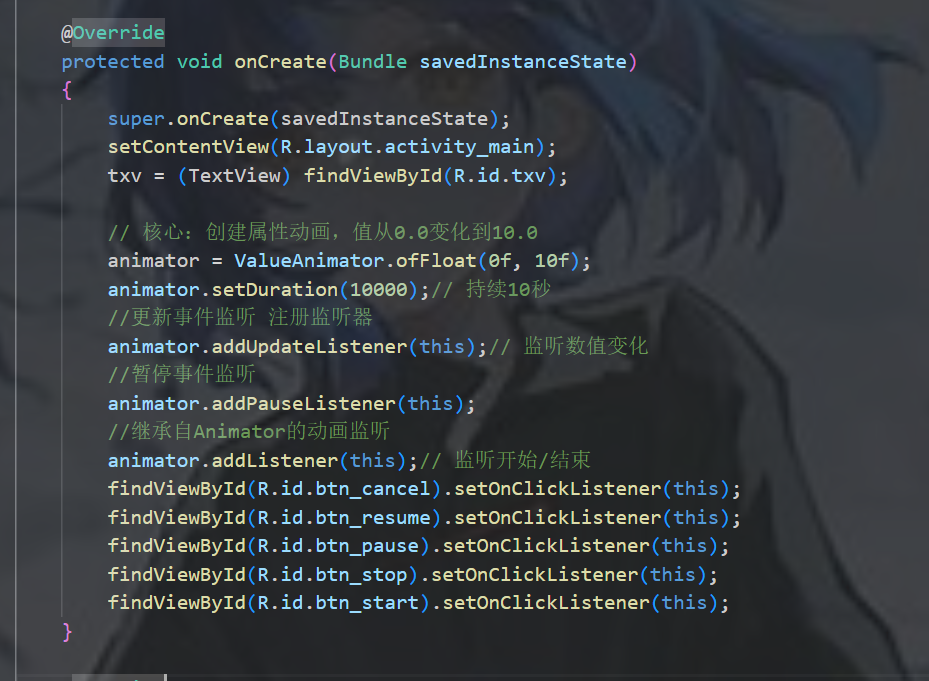 @Override
protected void onCreate(Bundle savedInstanceState)
{
super.onCreate(savedInstanceState);
setContentView(R.layout.activity_main);
txv = (TextView) findViewById(R.id.txv);
// 核心：创建属性动画，值从0.0变化到10.0
animator = ValueAnimator.ofFloat(0f, 10f);
animator.setDuration(10000);// 持续10秒
//更新事件监听 注册监听器
animator.addUpdateListener(this);// 监听数值变化
//暂停事件监听
animator.addPauseListener(this);
//继承自Animator的动画监听
animator.addListener(this);// 监听开始/结束
findViewById(R.id.btn_cancel).setOnClickListener(this);
findViewById(R.id.btn_resume).setOnClickListener(this);
findViewById(R.id.btn_pause).setOnClickListener(this);
findViewById(R.id.btn_stop).setOnClickListener(this);
findViewById(R.id.btn_start).setOnClickListener(this);
}